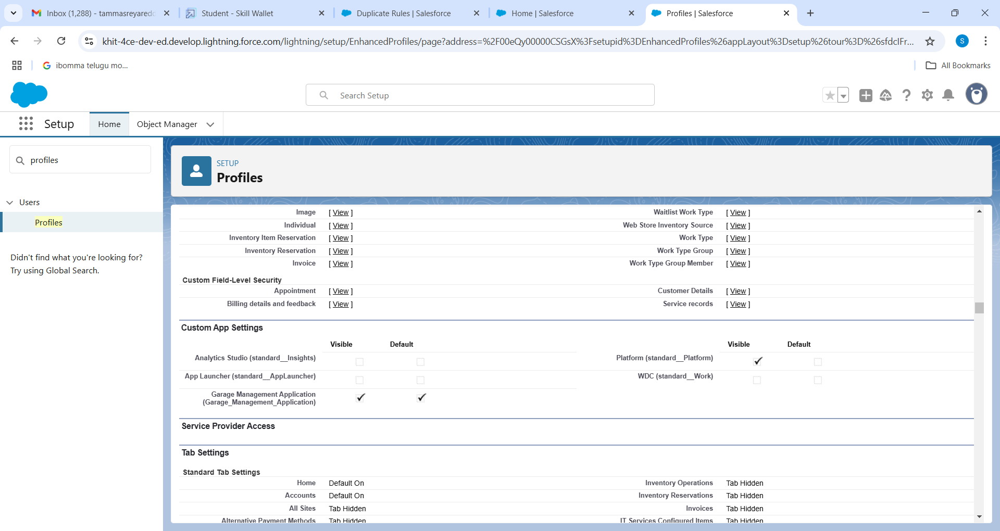 Inbox (1,288) - tammasreyaredd
Student - Skill Wallet
Duplicate Rules | Salesforce
Home | Salesforce
Profiles | Salesforce
khit-4ce-dev-ed.develop.lightning.force.com/lightning/setup/EnhancedProfiles/page?address=%2F00eQy00000CSGsX%3Fsetupid%3DEnhancedProfiles%26appLayout%3Dsetup%26tour%3D%26sfdcIFr...
S
ibomma telugu mo...
All Bookmarks
Search Setup
Setup
Home
Object Manager
profiles
Users
Profiles
Didn't find what you're looking for?
Try using Global Search.
SETUP
Profiles
Image [ View ] Waitlist Work Type [ View ]
Individual [ View ] Web Store Inventory Source [ View ]
Inventory Item Reservation [ View ] Work Type [ View ]
Inventory Reservation [ View ] Work Type Group [ View ]
Invoice [ View ] Work Type Group Member [ View ]
Custom Field-Level Security
Appointment [ View ] Customer Details [ View ]
Billing details and feedback [ View ] Service records [ View ]
Custom App Settings
Visible Default Visible Default
Analytics Studio (standard__Insights) Platform (standard__Platform)
App Launcher (standard__AppLauncher) WDC (standard__Work)
Garage Management Application
(Garage_Management_Application)
Service Provider Access
Tab Settings
Standard Tab Settings
Home Default On Inventory Operations Tab Hidden
Accounts Default On Inventory Reservations Tab Hidden
All Sites Tab Hidden Invoices Tab Hidden
Alternative Payment Methods Tab Hidden IT Services Configured Items Tab Hidden